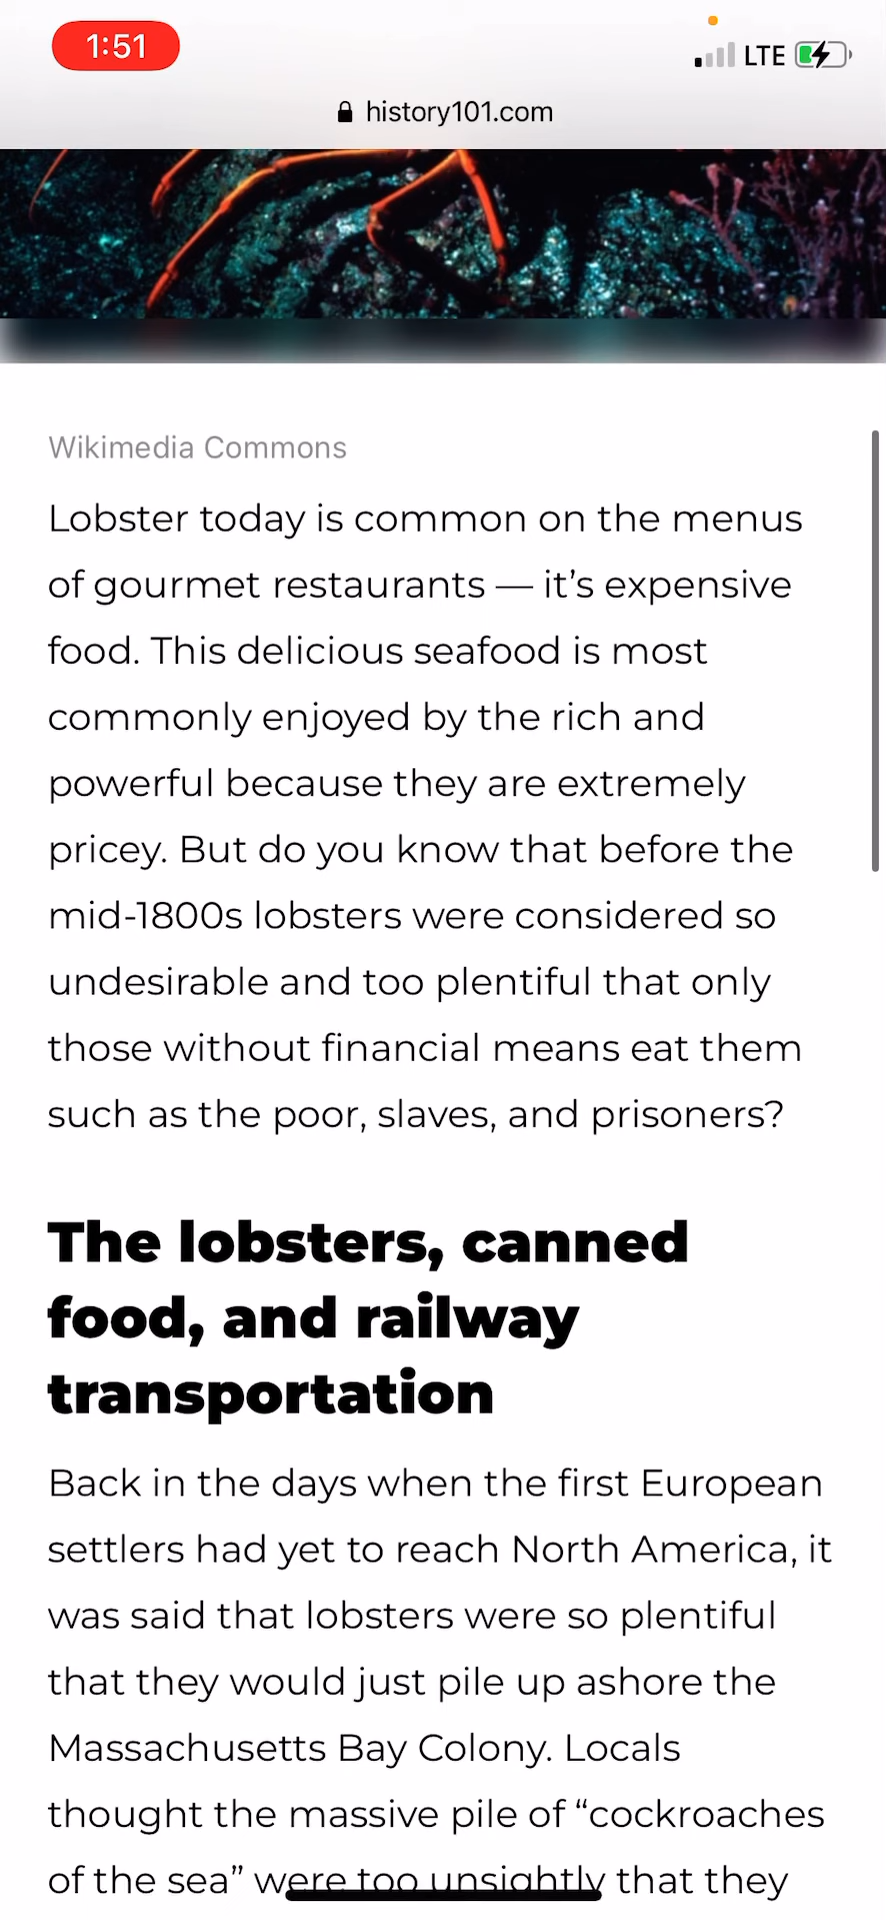 1:51
LTE
history101.com
Wikimedia Commons
Lobster today is common on the menus
of gourmet restaurants — it’s expensive
food. This delicious seafood is most
commonly enjoyed by the rich and
powerful because they are extremely
pricey. But do you know that before the
mid-1800s lobsters were considered so
undesirable and too plentiful that only
those without financial means eat them
such as the poor, slaves, and prisoners?
The lobsters, canned
food, and railway
transportation
Back in the days when the first European
settlers had yet to reach North America, it
was said that lobsters were so plentiful
that they would just pile up ashore the
Massachusetts Bay Colony. Locals
thought the massive pile of “cockroaches
of the sea” were too unsightly that they